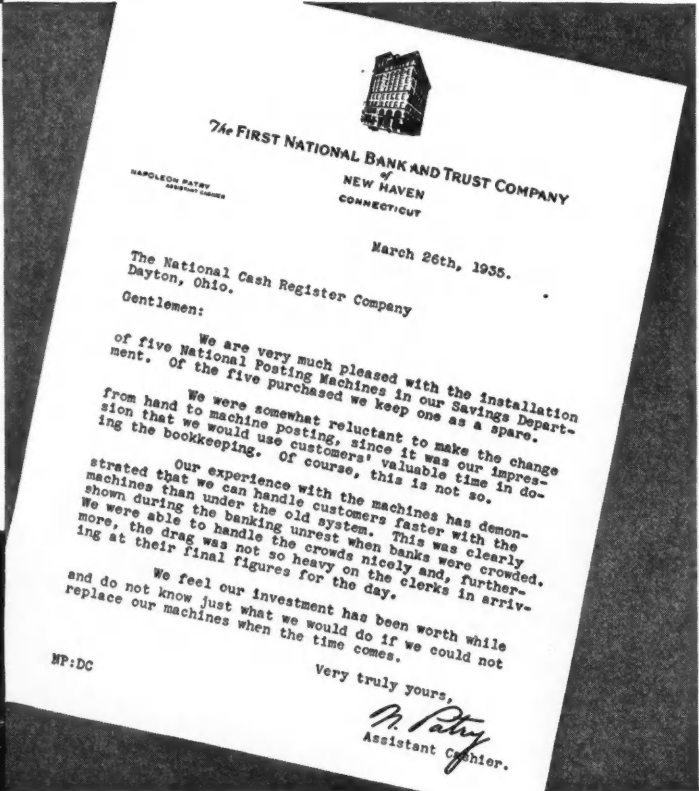 The FIRST NATIONAL BANK AND TRUST COMPANY
of
NEW HAVEN
CONNECTICUT
NAPOLEON PATRY
ASSISTANT CASHIER
March 26th, 1935.
The National Cash Register Company
Dayton, Ohio.
Gentlemen:
We are very much pleased with the installation
of five National Posting Machines in our Savings Depart-
ment. Of the five purchased we keep one as a spare.
We were somewhat reluctant to make the change
from hand to machine posting, since it was our impres-
sion that we would use customers' valuable time in do-
ing the bookkeeping. Of course, this is not so.
Our experience with the machines has demon-
strated that we can handle customers faster with the
machines than under the old system. This was clearly
shown during the banking unrest when banks were crowded.
We were able to handle the crowds nicely and, further-
more, the drag was not so heavy on the clerks in arriv-
ing at their final figures for the day.
We feel our investment has been worth while
and do not know just what we would do if we could not
replace our machines when the time comes.
Very truly yours,
MP:DC
N. Patry
Assistant Cashier.